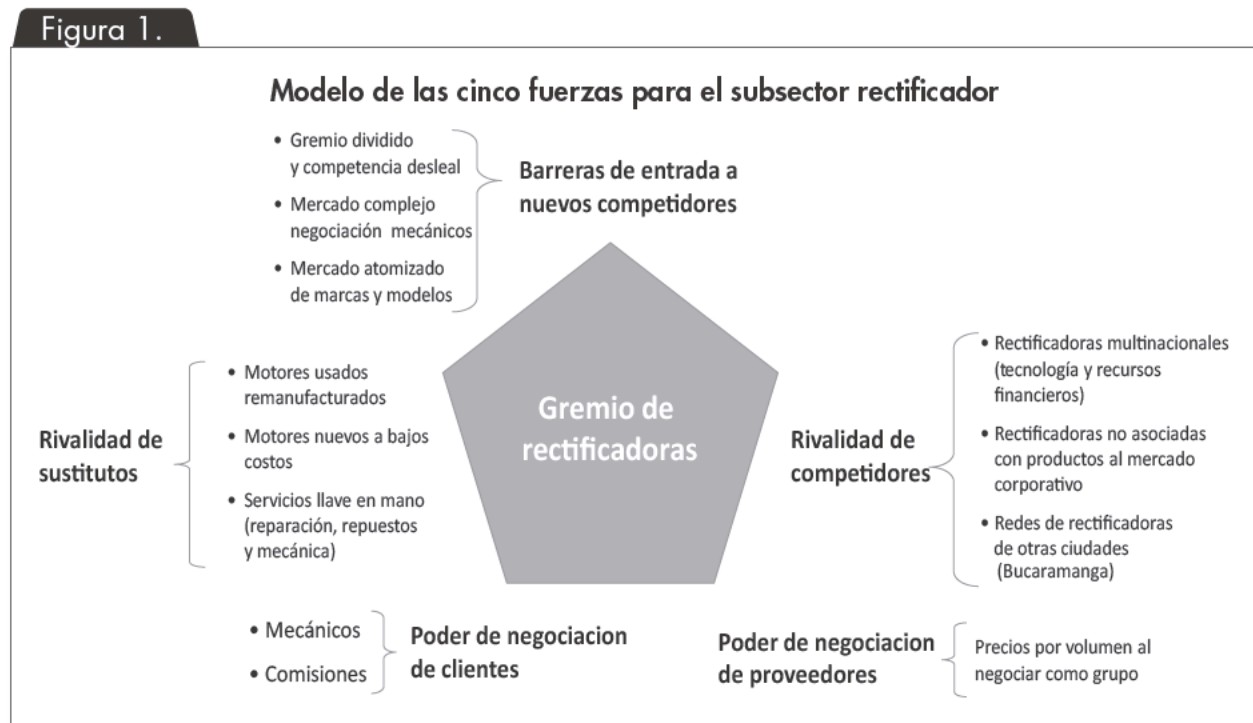 Figura 1.
Modelo de las cinco fuerzas para el subsector rectificador
• Gremio dividido
y competencia desleal
• Mercado complejo
negociación mecánicos
• Mercado atomizado
de marcas y modelos
Barreras de entrada a
nuevos competidores
Rivalidad de
sustitutos
• Motores usados
remanufacturados
• Motores nuevos a bajos
costos
• Servicios llave en mano
(reparación, repuestos
y mecánica)
Gremio de
rectificadoras
Rivalidad de
competidores
• Rectificadoras multinacionales
(tecnología y recursos
financieros)
• Rectificadoras no asociadas
con productos al mercado
corporativo
• Redes de rectificadoras
de otras ciudades
(Bucaramanga)
• Mecánicos
• Comisiones
Poder de negociacion
de clientes
Poder de negociacion
de proveedores
Precios por volumen al
negociar como grupo